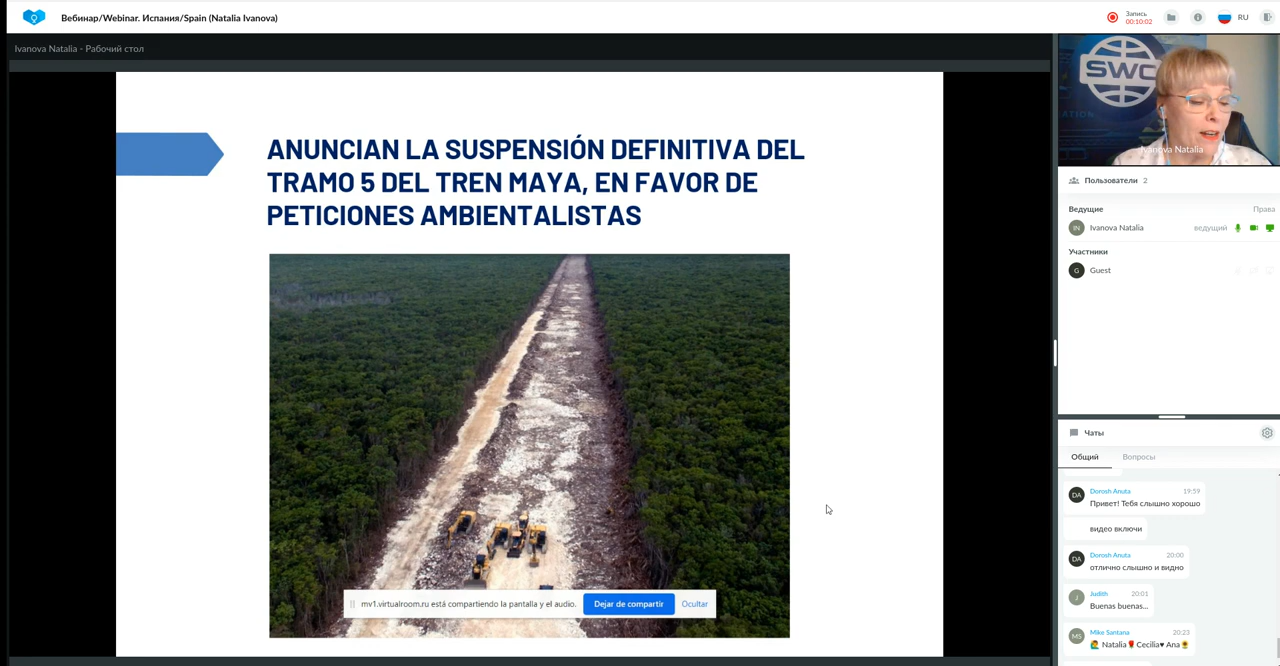 Вебинар/Webinar. Испания/Spain (Natalia Ivanova)
Запись
00:10:02
RU
Ivanova Natalia - Рабочий стол
ANUNCIAN LA SUSPENSIÓN DEFINITIVA DEL
TRAMO 5 DEL TREN MAYA, EN FAVOR DE
PETICIONES AMBIENTALISTAS
mv1.virtualroom.ru está compartiendo la pantalla y el audio.
Dejar de compartir
Ocultar
SWC
Ivanova Natalia
Пользователи 2
Ведущие
Права
IN
Ivanova Natalia
ведущий
Участники
G
Guest
Чаты
Общий
Вопросы
DA
Dorosh Anuta
19:59
Привет! Тебя слышно хорошо
видео включи
DA
Dorosh Anuta
20:00
отлично слышно и видно
J
Judith
20:01
Buenas buenas...
MS
Mike Santana
20:23
🙋‍♂️ Natalia🌹Cecilia♥ Ana🌻